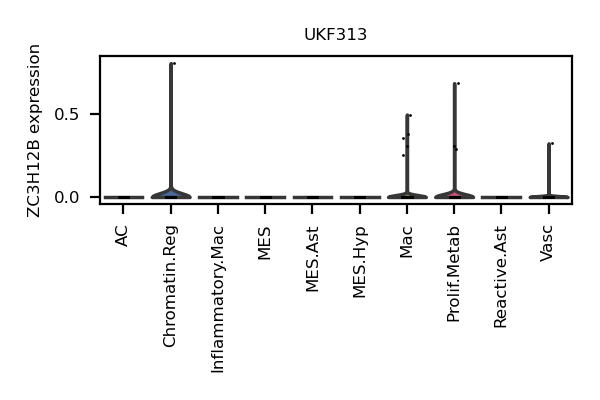 UKF313
ZC3H12B expression
0.5
0.0
AC
Chromatin.Reg
Inflammatory.Mac
MES
MES.Ast
MES.Hyp
Mac
Prolif.Metab
Reactive.Ast
Vasc